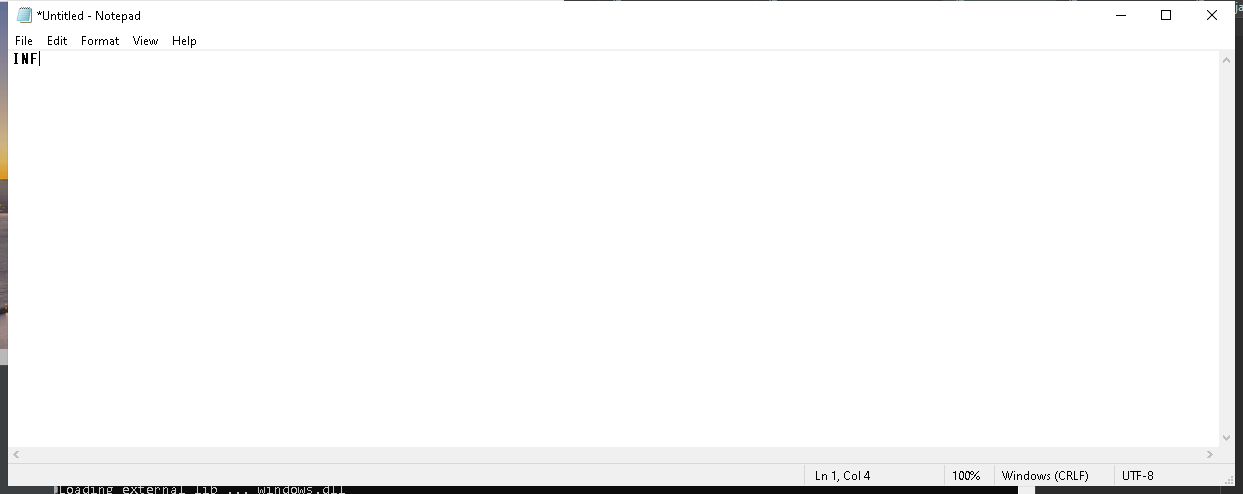 *Untitled - Notepad
File Edit Format View Help
INF
Ln 1, Col 4 100% Windows (CRLF) UTF-8
Loading external lib ... windows.dll